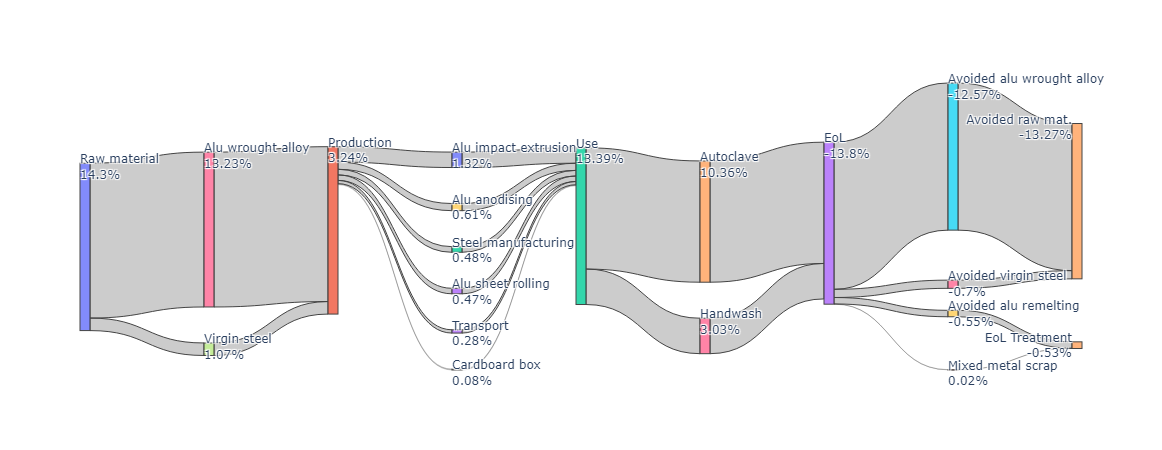 Raw material
14.3%
Alu wrought alloy
13.23%
Virgin steel
1.07%
Production
3.24%
Alu impact extrusion
1.32%
Alu anodising
0.61%
Steel manufacturing
0.48%
Alu sheet rolling
0.47%
Transport
0.28%
Cardboard box
0.08%
Use
13.39%
Autoclave
10.36%
Handwash
3.03%
EoL
-13.8%
Avoided alu wrought alloy
-12.57%
Avoided virgin steel
-0.7%
Avoided alu remelting
-0.55%
Mixed metal scrap
0.02%
Avoided raw mat.
-13.27%
EoL Treatment
-0.53%